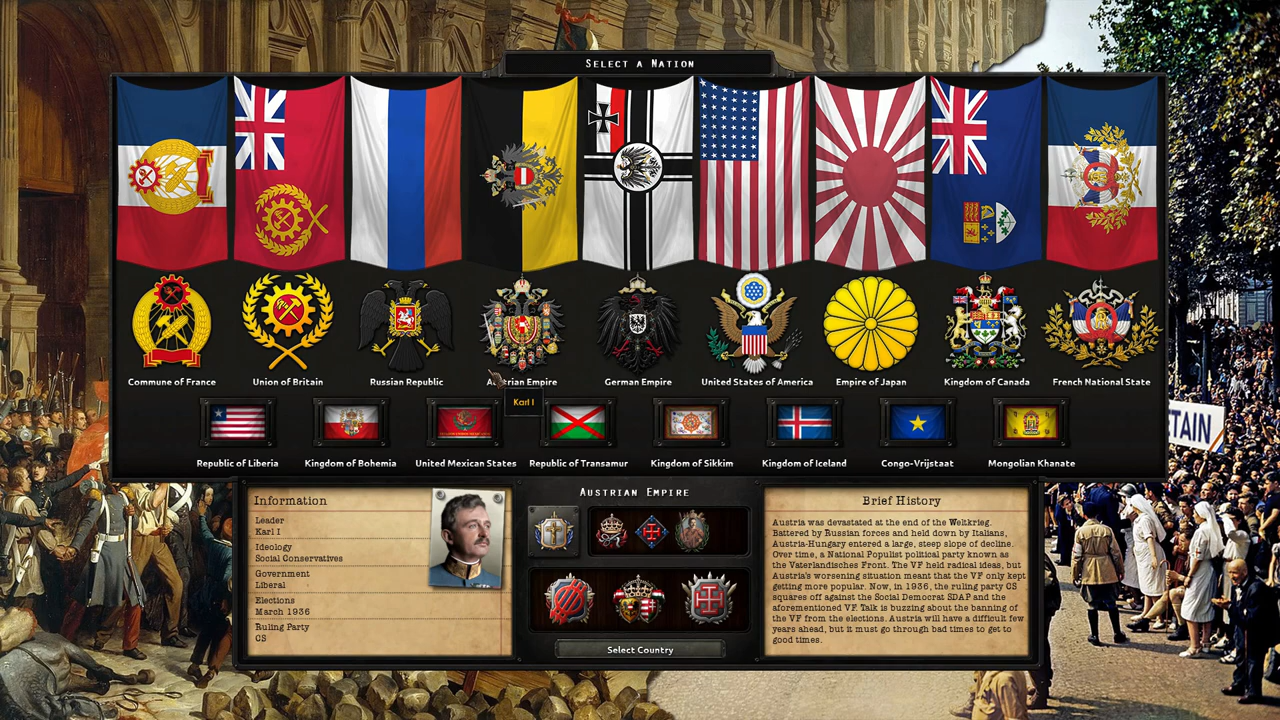 SELECT A NATION
Commune of France
Union of Britain
Russian Republic
Austrian Empire
German Empire
United States of America
Empire of Japan
Kingdom of Canada
French National State
Karl I
Republic of Liberia
Kingdom of Bohemia
United Mexican States
Republic of Transamur
Kingdom of Sikkim
Kingdom of Iceland
Congo-Vrijstaat
Mongolian Khanate
TAIN
Information
Leader
Karl I
Ideology
Social Conservatives
Government
Liberal
Elections
March 1936
Ruling Party
CS
AUSTRIAN EMPIRE
Select Country
Brief History
Austria was devastated at the end of the Weltkrieg.
Battered by Russian forces and held down by Italians,
Austria-Hungary entered a large, steep slope of decline.
Over time, a National Populist political party known as
the Vaterlandisches Front. The VF held radical ideas, but
Austria's worsening situation meant that the VF only kept
getting more popular. Now, in 1936, the ruling party CS
squares off against the Social Democrat SDAP and the
aforementioned VF. Talk is buzzing about the banning of
the VF from the elections. Austria will have a difficult few
years ahead, but it must go through bad times to get to
good times.